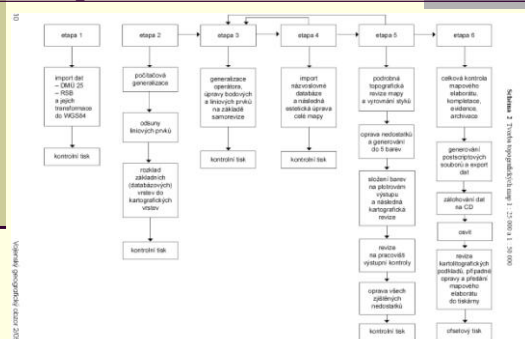 etapa 1
import dat
– DMÚ 25
– RSB
a jejich
transformace
do WGS84
kontrolní tisk
etapa 2
počítačová
generalizace
odsuny
liniových prvků
rozklad
základních
(databázových)
vrstev do
kartografických
vrstev
kontrolní tisk
etapa 3
generalizace
operátora,
úpravy bodových
a liniových prvků
na základě
samorevize
kontrolní tisk
etapa 4
import
názvoslovné
databáze
a následná
estetická úprava
celé mapy
kontrolní tisk
etapa 5
podrobná
topografická
revize mapy
a vyrovnání styků
oprava nedostatků
a generování
do 5 barev
složení barev
na plotrovém
výstupu
a následná
kartografická
revize
revize
na pracovišti
výstupní kontroly
oprava všech
zjištěných
nedostatků
kontrolní tisk
etapa 6
celková kontrola
mapového
elaborátu,
kompletace,
evidence,
archivace
generování
postscriptových
souborů a export
dat
zálohování dat
na CD
osvit
revize
kartolitografických
podkladů, případné
opravy a předání
mapového
elaborátu
do tiskárny
ofsetový tisk
Schema 2 Tvorba topografických map 1 : 25 000 a 1 : 50 000
10
Vojenský geografický obzor